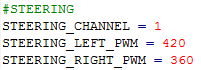 #STEERING
STEERING_CHANNEL = 1
STEERING_LEFT_PWM = 420
STEERING_RIGHT_PWM = 360